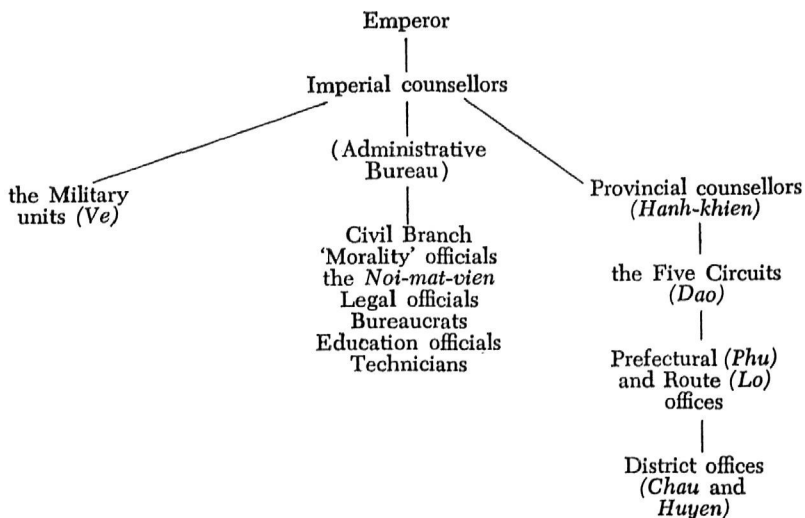 Emperor
Imperial counsellors
the Military
units (Ve)
(Administrative
Bureau)
Civil Branch
'Morality' officials
the Noi-mat-vien
Legal officials
Bureaucrats
Education officials
Technicians
Provincial counsellors
(Hanh-khien)
the Five Circuits
(Dao)
Prefectural (Phu)
and Route (Lo)
offices
District offices
(Chau and
Huyen)